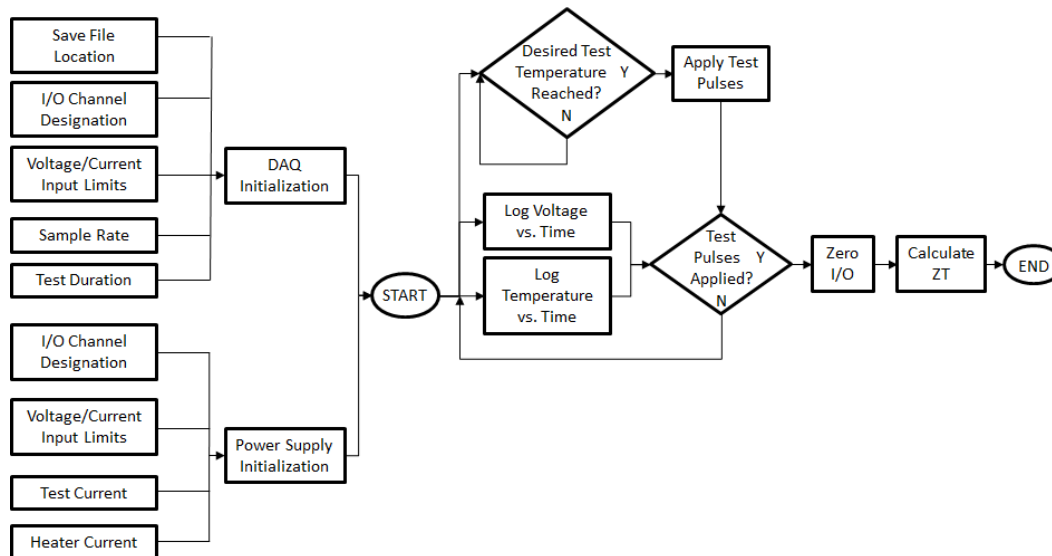 Save File
Location
I/O Channel
Designation
Voltage/Current
Input Limits
Sample Rate
Test Duration
I/O Channel
Designation
Voltage/Current
Input Limits
Test Current
Heater Current
DAQ
Initialization
Power Supply
Initialization
START
Desired Test
Temperature Y
Reached?
N
Apply Test
Pulses
Log Voltage
vs. Time
Log
Temperature
vs. Time
Test
Pulses Y
Applied?
N
Zero
I/O
Calculate
ZT
END